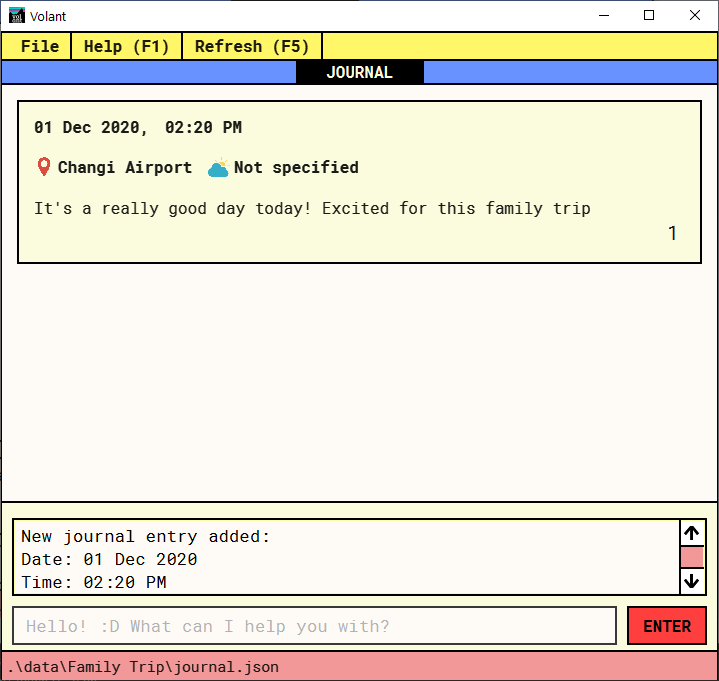 Volant
File Help (F1) Refresh (F5)
JOURNAL
01 Dec 2020, 02:20 PM
Changi Airport Not specified
It's a really good day today! Excited for this family trip
1
New journal entry added:
Date: 01 Dec 2020
Time: 02:20 PM
Hello! :D What can I help you with?
ENTER
.\data\Family Trip\journal.json